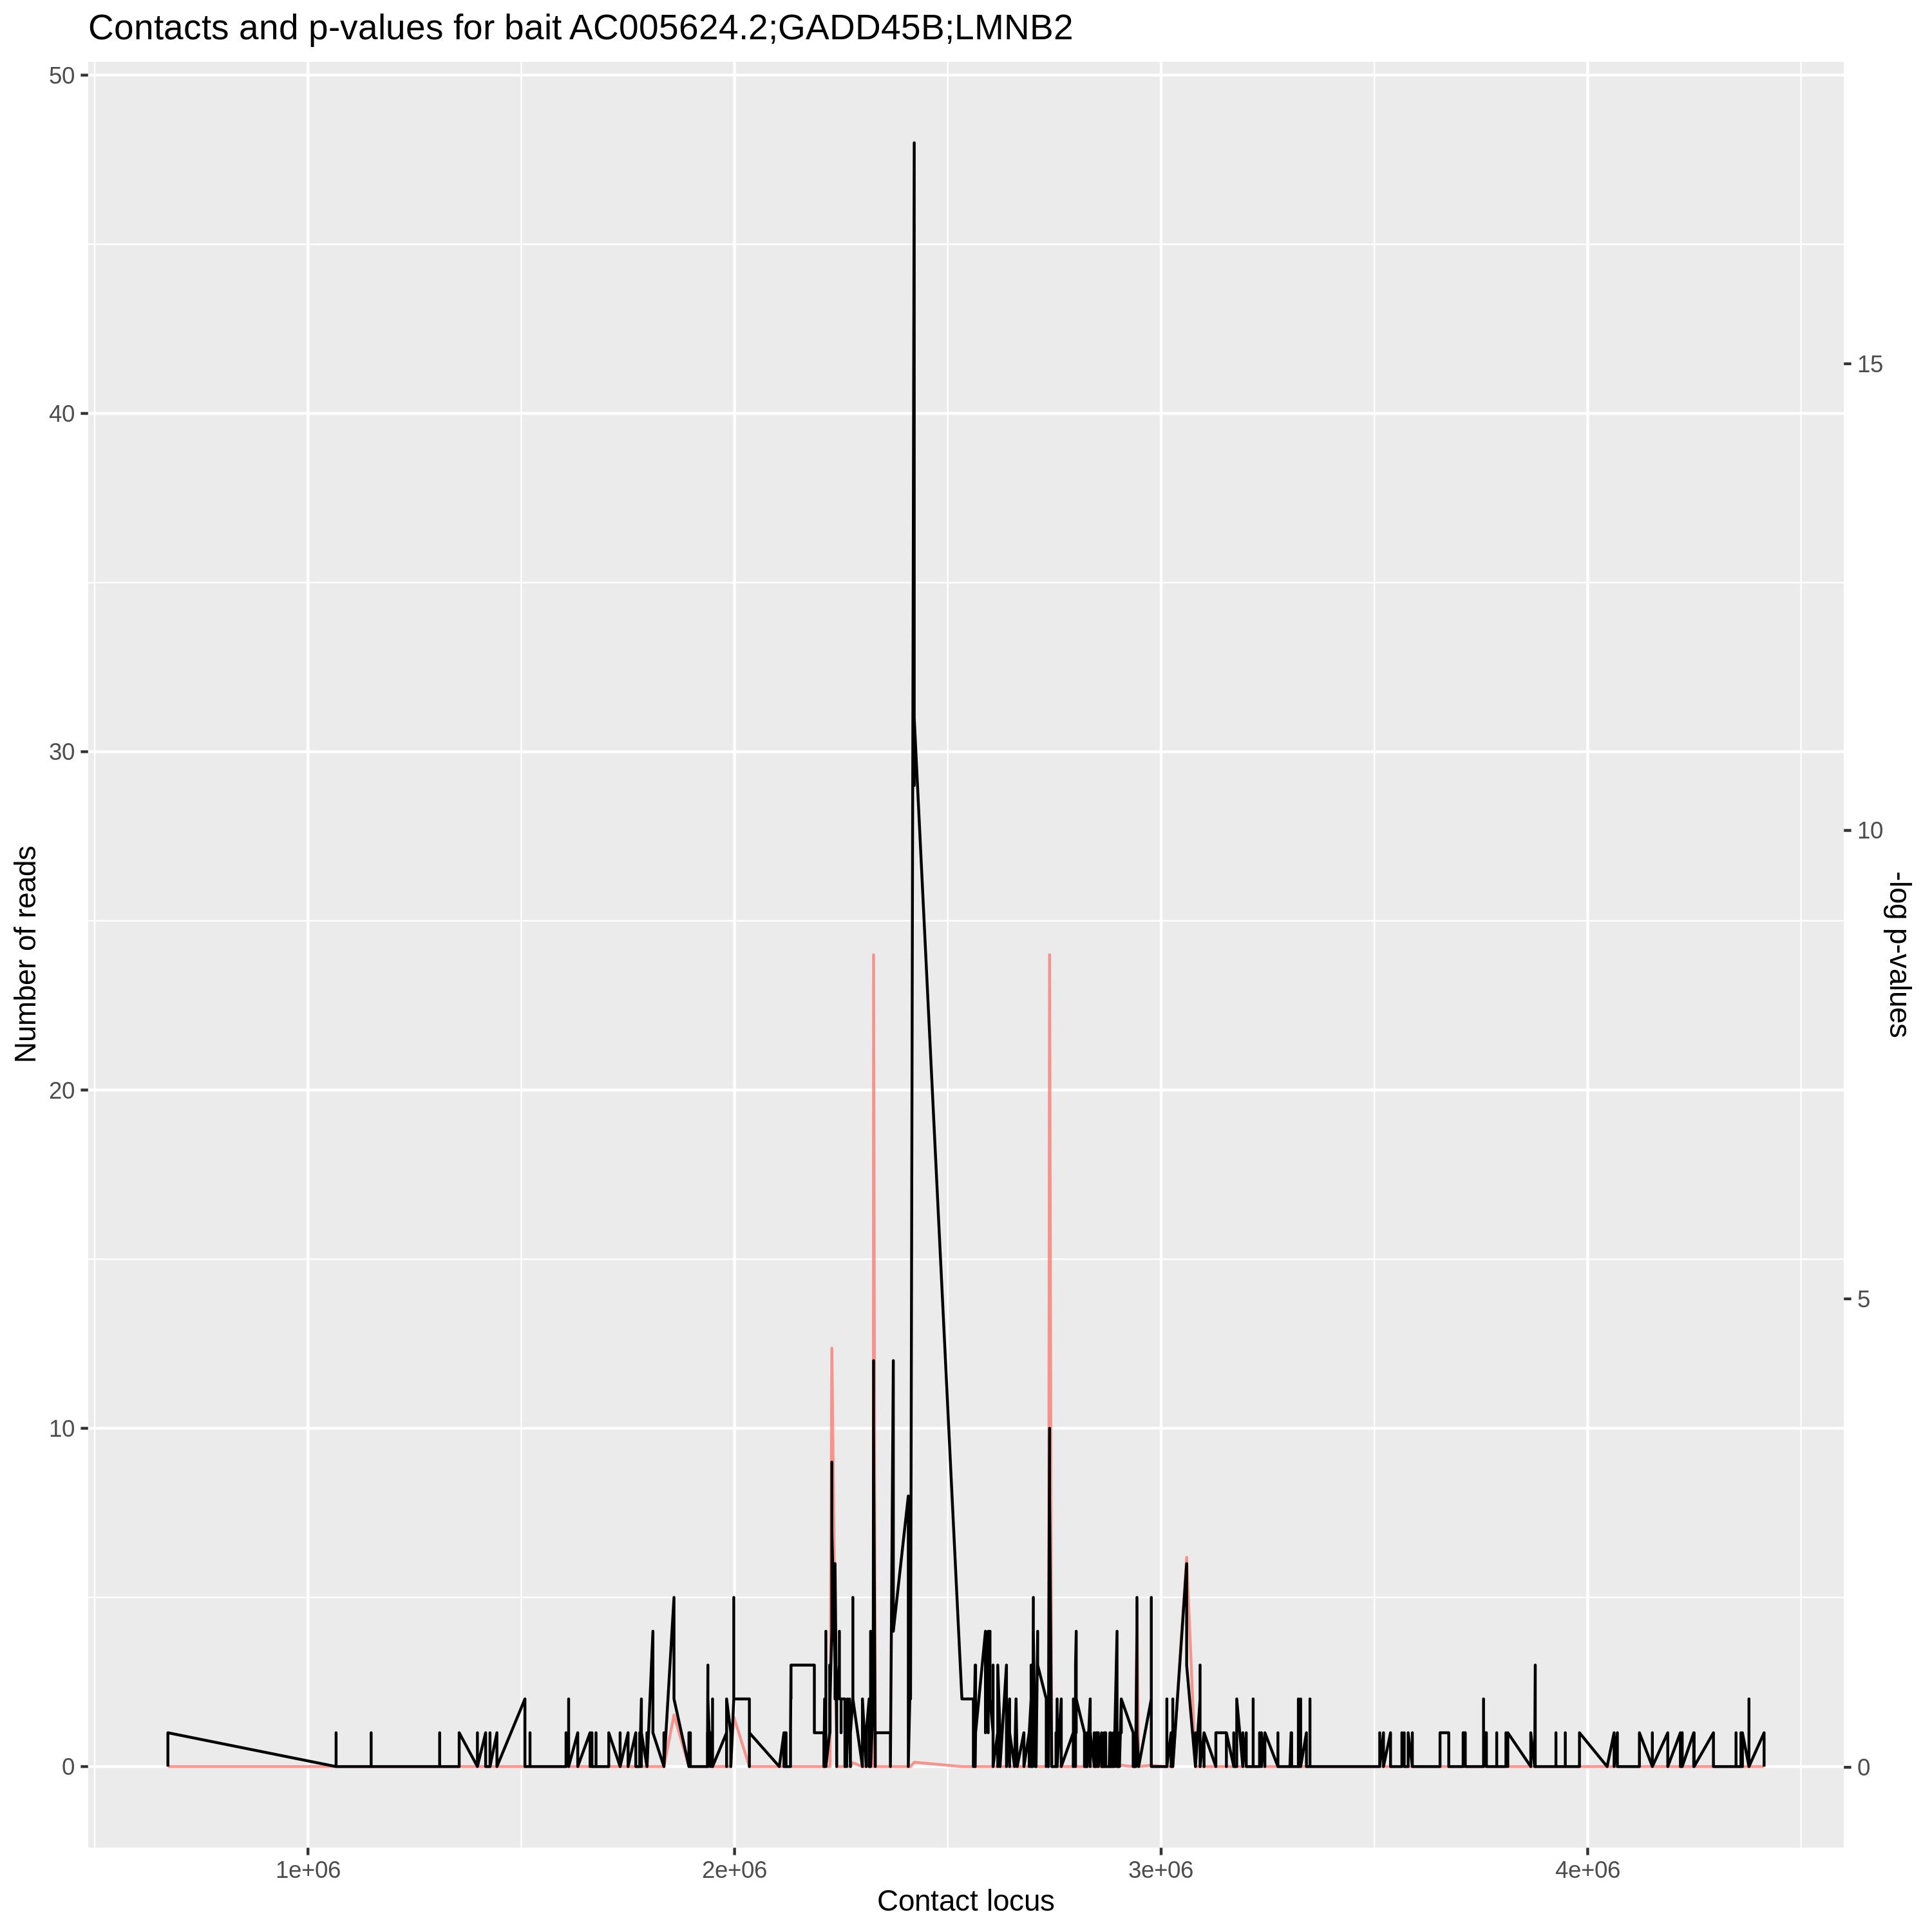 Contacts and p-values for bait AC005624.2;GADD45B;LMNB2
50
40
30
20
10
0
Number of reads
15
10
5
0
-log p-values
1e+06
2e+06
3e+06
4e+06
Contact locus